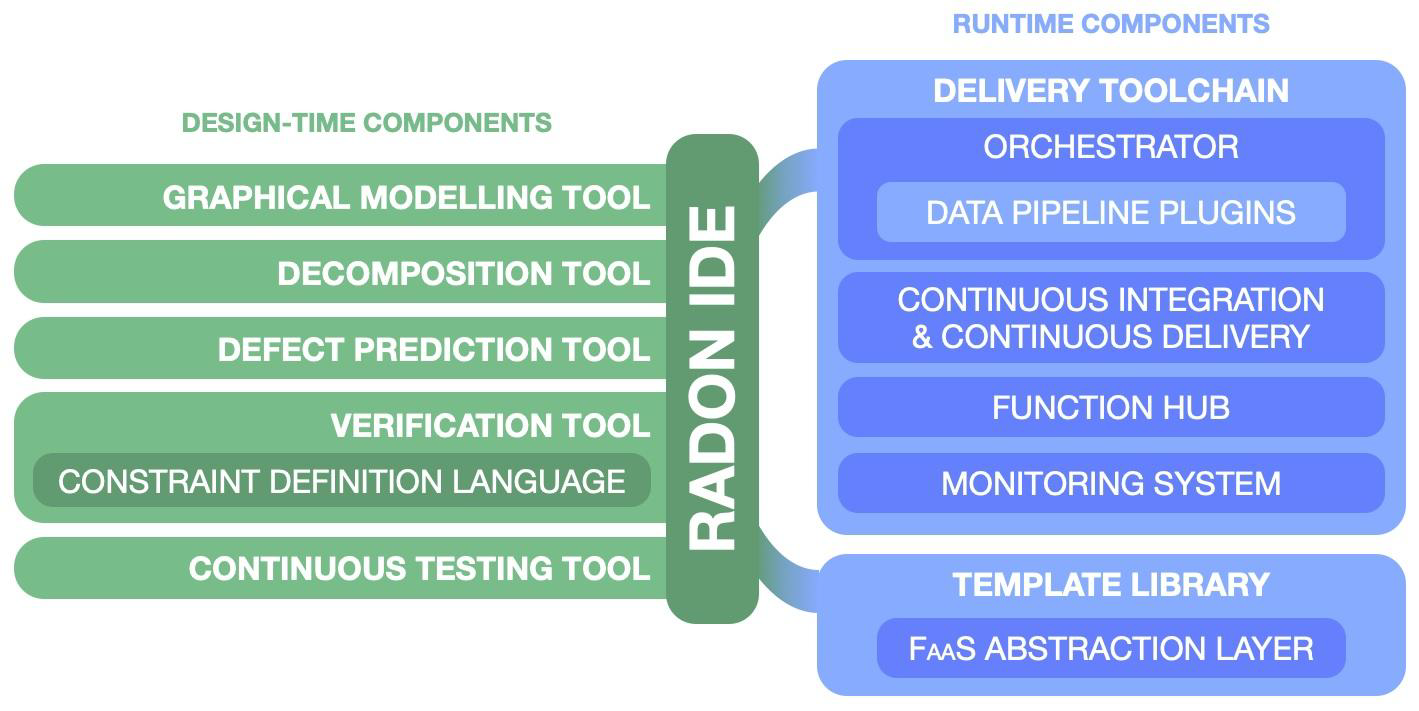 DESIGN-TIME COMPONENTS
GRAPHICAL MODELLING TOOL
DECOMPOSITION TOOL
DEFECT PREDICTION TOOL
VERIFICATION TOOL
CONSTRAINT DEFINITION LANGUAGE
CONTINUOUS TESTING TOOL
RADON IDE
RUNTIME COMPONENTS
DELIVERY TOOLCHAIN
ORCHESTRATOR
DATA PIPELINE PLUGINS
CONTINUOUS INTEGRATION
& CONTINUOUS DELIVERY
FUNCTION HUB
MONITORING SYSTEM
TEMPLATE LIBRARY
FAAS ABSTRACTION LAYER